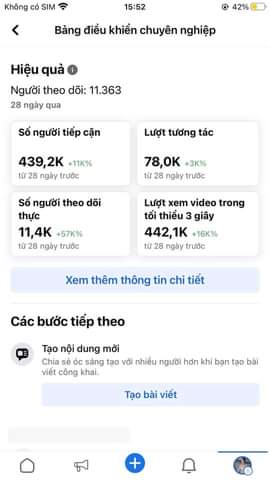 Không có SIM 15:52 42%
Bảng điều khiển chuyên nghiệp
Hiệu quả
Người theo dõi: 11.363
28 ngày qua
Số người tiếp cận
439,2K +11K%
từ 28 ngày trước
Lượt tương tác
78,0K +3K%
từ 28 ngày trước
Số người theo dõi
thực
11,4K +57K%
từ 28 ngày trước
Lượt xem video trong
tối thiểu 3 giây
442,1K +16K%
từ 28 ngày trước
Xem thêm thông tin chi tiết
Các bước tiếp theo
Tạo nội dung mới
Chia sẻ óc sáng tạo với nhiều người hơn khi bạn tạo bài
viết công khai.
Tạo bài viết